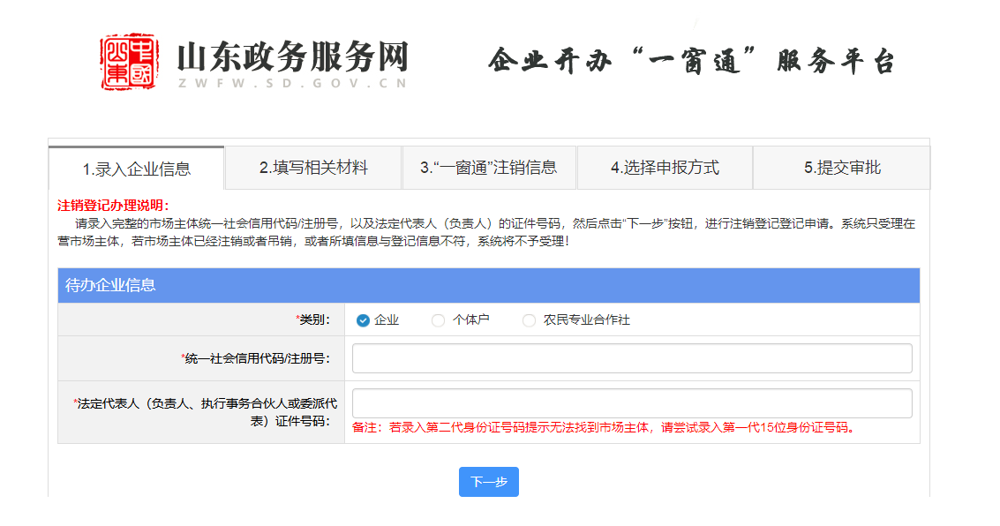 山东政务服务网
ZWFW.SD.GOV.CN
企业开办“一窗通”服务平台
1.录入企业信息
2.填写相关材料
3.“一窗通”注销信息
4.选择申报方式
5.提交审批
注销登记办理说明：
请录入完整的市场主体统一社会信用代码/注册号，以及法定代表人（负责人）的证件号码，然后点击“下一步”按钮，进行注销登记登记申请。系统只受理在
营市场主体，若市场主体已经注销或者吊销，或者所填信息与登记信息不符，系统将不予受理！
待办企业信息
*类别：
企业
个体户
农民专业合作社
*统一社会信用代码/注册号：
*法定代表人（负责人、执行事务合伙人或委派代
表）证件号码：
备注：若录入第二代身份证号码提示无法找到市场主体，请尝试录入第一代15位身份证号码。
下一步